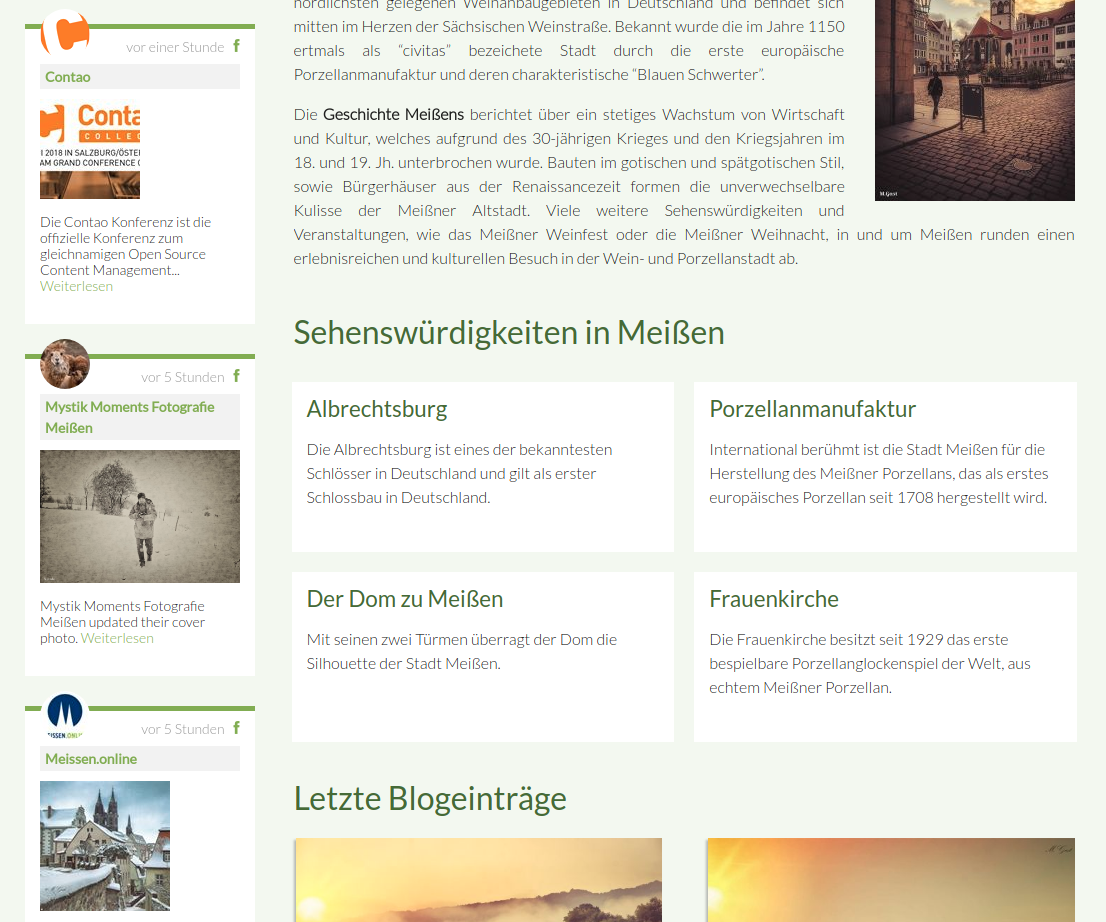 vor einer Stunde
Contao
Conta
COLLEC
2018 IN SALZBURG/ÖSTE
AM GRAND CONFERENCE
Die Contao Konferenz ist die
offizielle Konferenz zum
gleichnamigen Open Source
Content Management...
Weiterlesen
vor 5 Stunden
Mystik Moments Fotografie
Meißen
Mystik Moments Fotografie
Meißen updated their cover
photo. Weiterlesen
vor 5 Stunden
Meissen.online
nördlichsten gelegenen Weinanbaugebieten in Deutschland und befindet sich
mitten im Herzen der Sächsischen Weinstraße. Bekannt wurde die im Jahre 1150
ertmals als “civitas” bezeichete Stadt durch die erste europäische
Porzellanmanufaktur und deren charakteristische “Blauen Schwerter”.
Die Geschichte Meißens berichtet über ein stetiges Wachstum von Wirtschaft
und Kultur, welches aufgrund des 30-jährigen Krieges und den Kriegsjahren im
18. und 19. Jh. unterbrochen wurde. Bauten im gotischen und spätgotischen Stil,
sowie Bürgerhäuser aus der Renaissancezeit formen die unverwechselbare
Kulisse der Meißner Altstadt. Viele weitere Sehenswürdigkeiten und
Veranstaltungen, wie das Meißner Weinfest oder die Meißner Weihnacht, in und um Meißen runden einen
erlebnisreichen und kulturellen Besuch in der Wein- und Porzellanstadt ab.
Sehenswürdigkeiten in Meißen
Albrechtsburg
Die Albrechtsburg ist eines der bekanntesten
Schlösser in Deutschland und gilt als erster
Schlossbau in Deutschland.
Porzellanmanufaktur
International berühmt ist die Stadt Meißen für die
Herstellung des Meißner Porzellans, das als erstes
europäisches Porzellan seit 1708 hergestellt wird.
Der Dom zu Meißen
Mit seinen zwei Türmen überragt der Dom die
Silhouette der Stadt Meißen.
Frauenkirche
Die Frauenkirche besitzt seit 1929 das erste
bespielbare Porzellanglockenspiel der Welt, aus
echtem Meißner Porzellan.
Letzte Blogeinträge